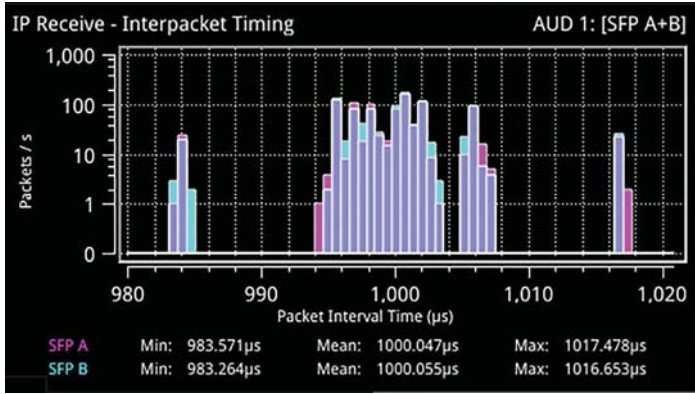 IP Receive - Interpacket Timing AUD 1: [SFP A+B]
1,000
100
10
1
0
Packets / s
980 990 1,000 1,010 1,020
Packet Interval Time (µs)
SFP A Min: 983.571µs Mean: 1000.047µs Max: 1017.478µs
SFP B Min: 983.264µs Mean: 1000.055µs Max: 1016.653µs